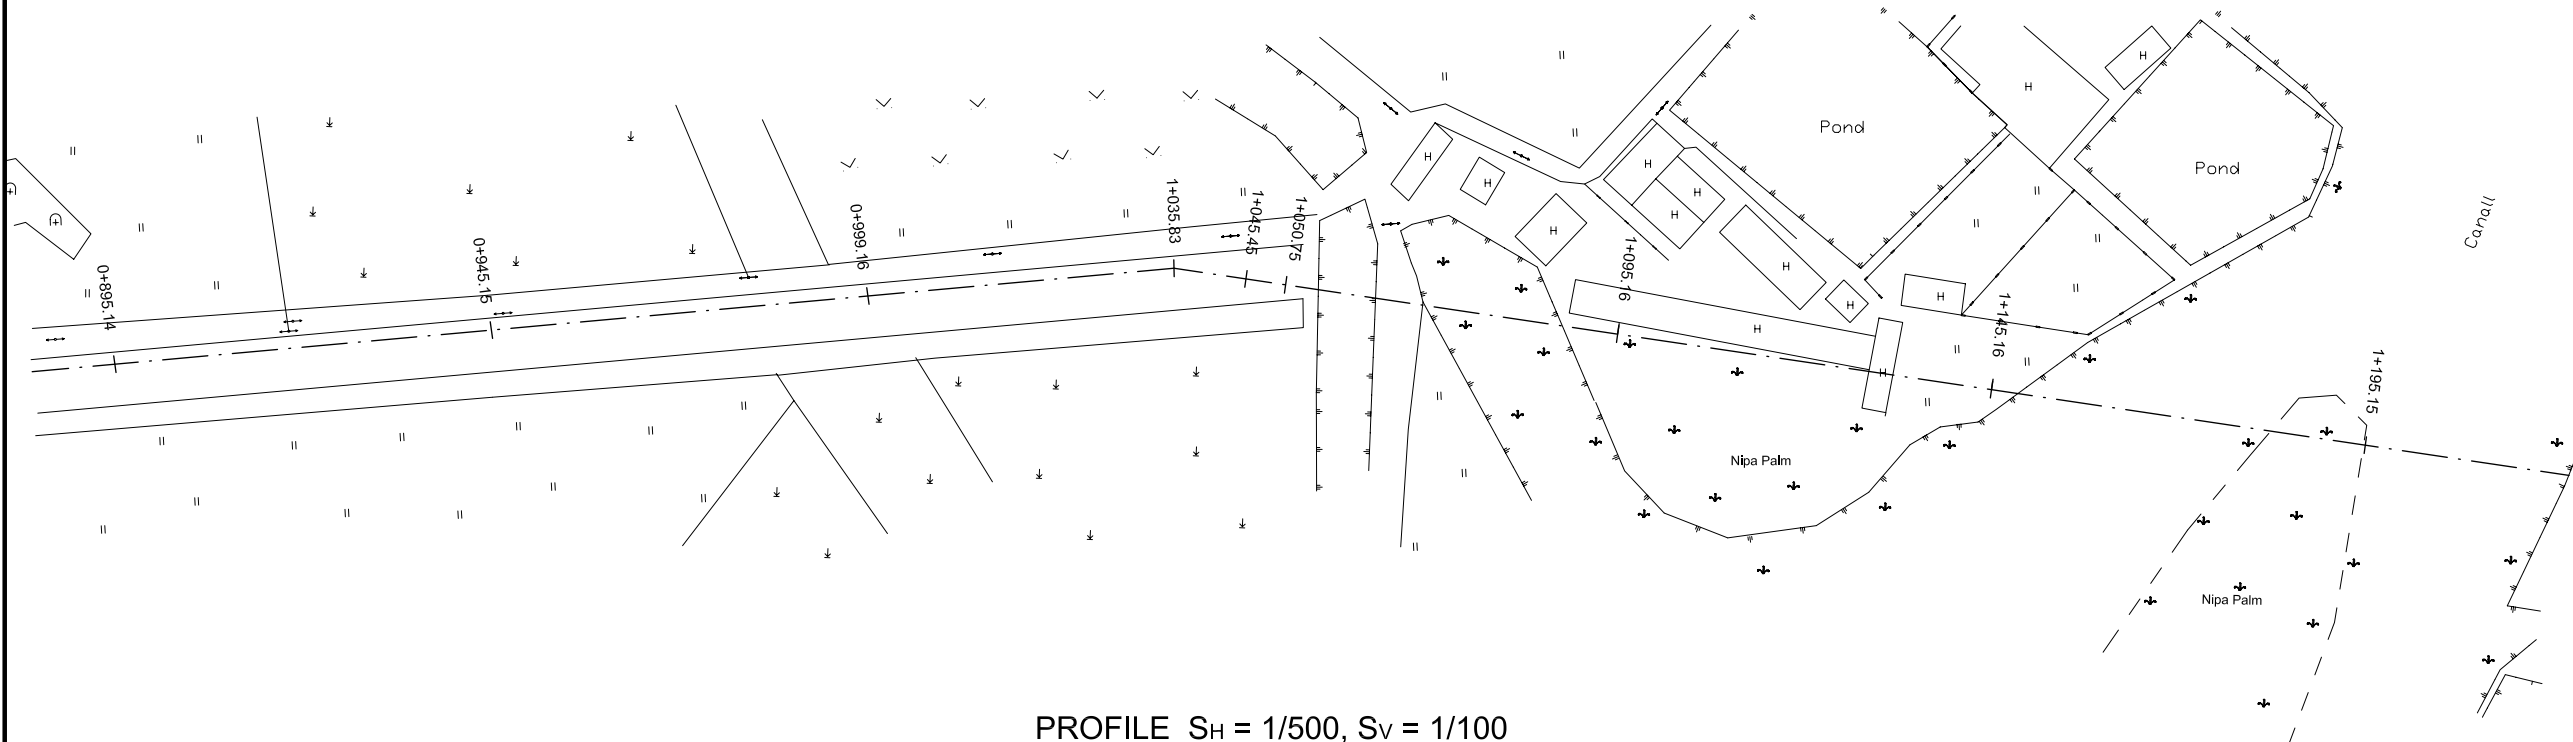 0+895.14
0+945.15
0+999.16
1+035.83
1+045.45
1+050.75
1+095.16
1+145.16
1+195.15
H
H
H
H
H
H
H
H
H
H
H
H
H
Pond
Pond
Canall
Nipa Palm
Nipa Palm
PROFILE SH = 1/500, SV = 1/100